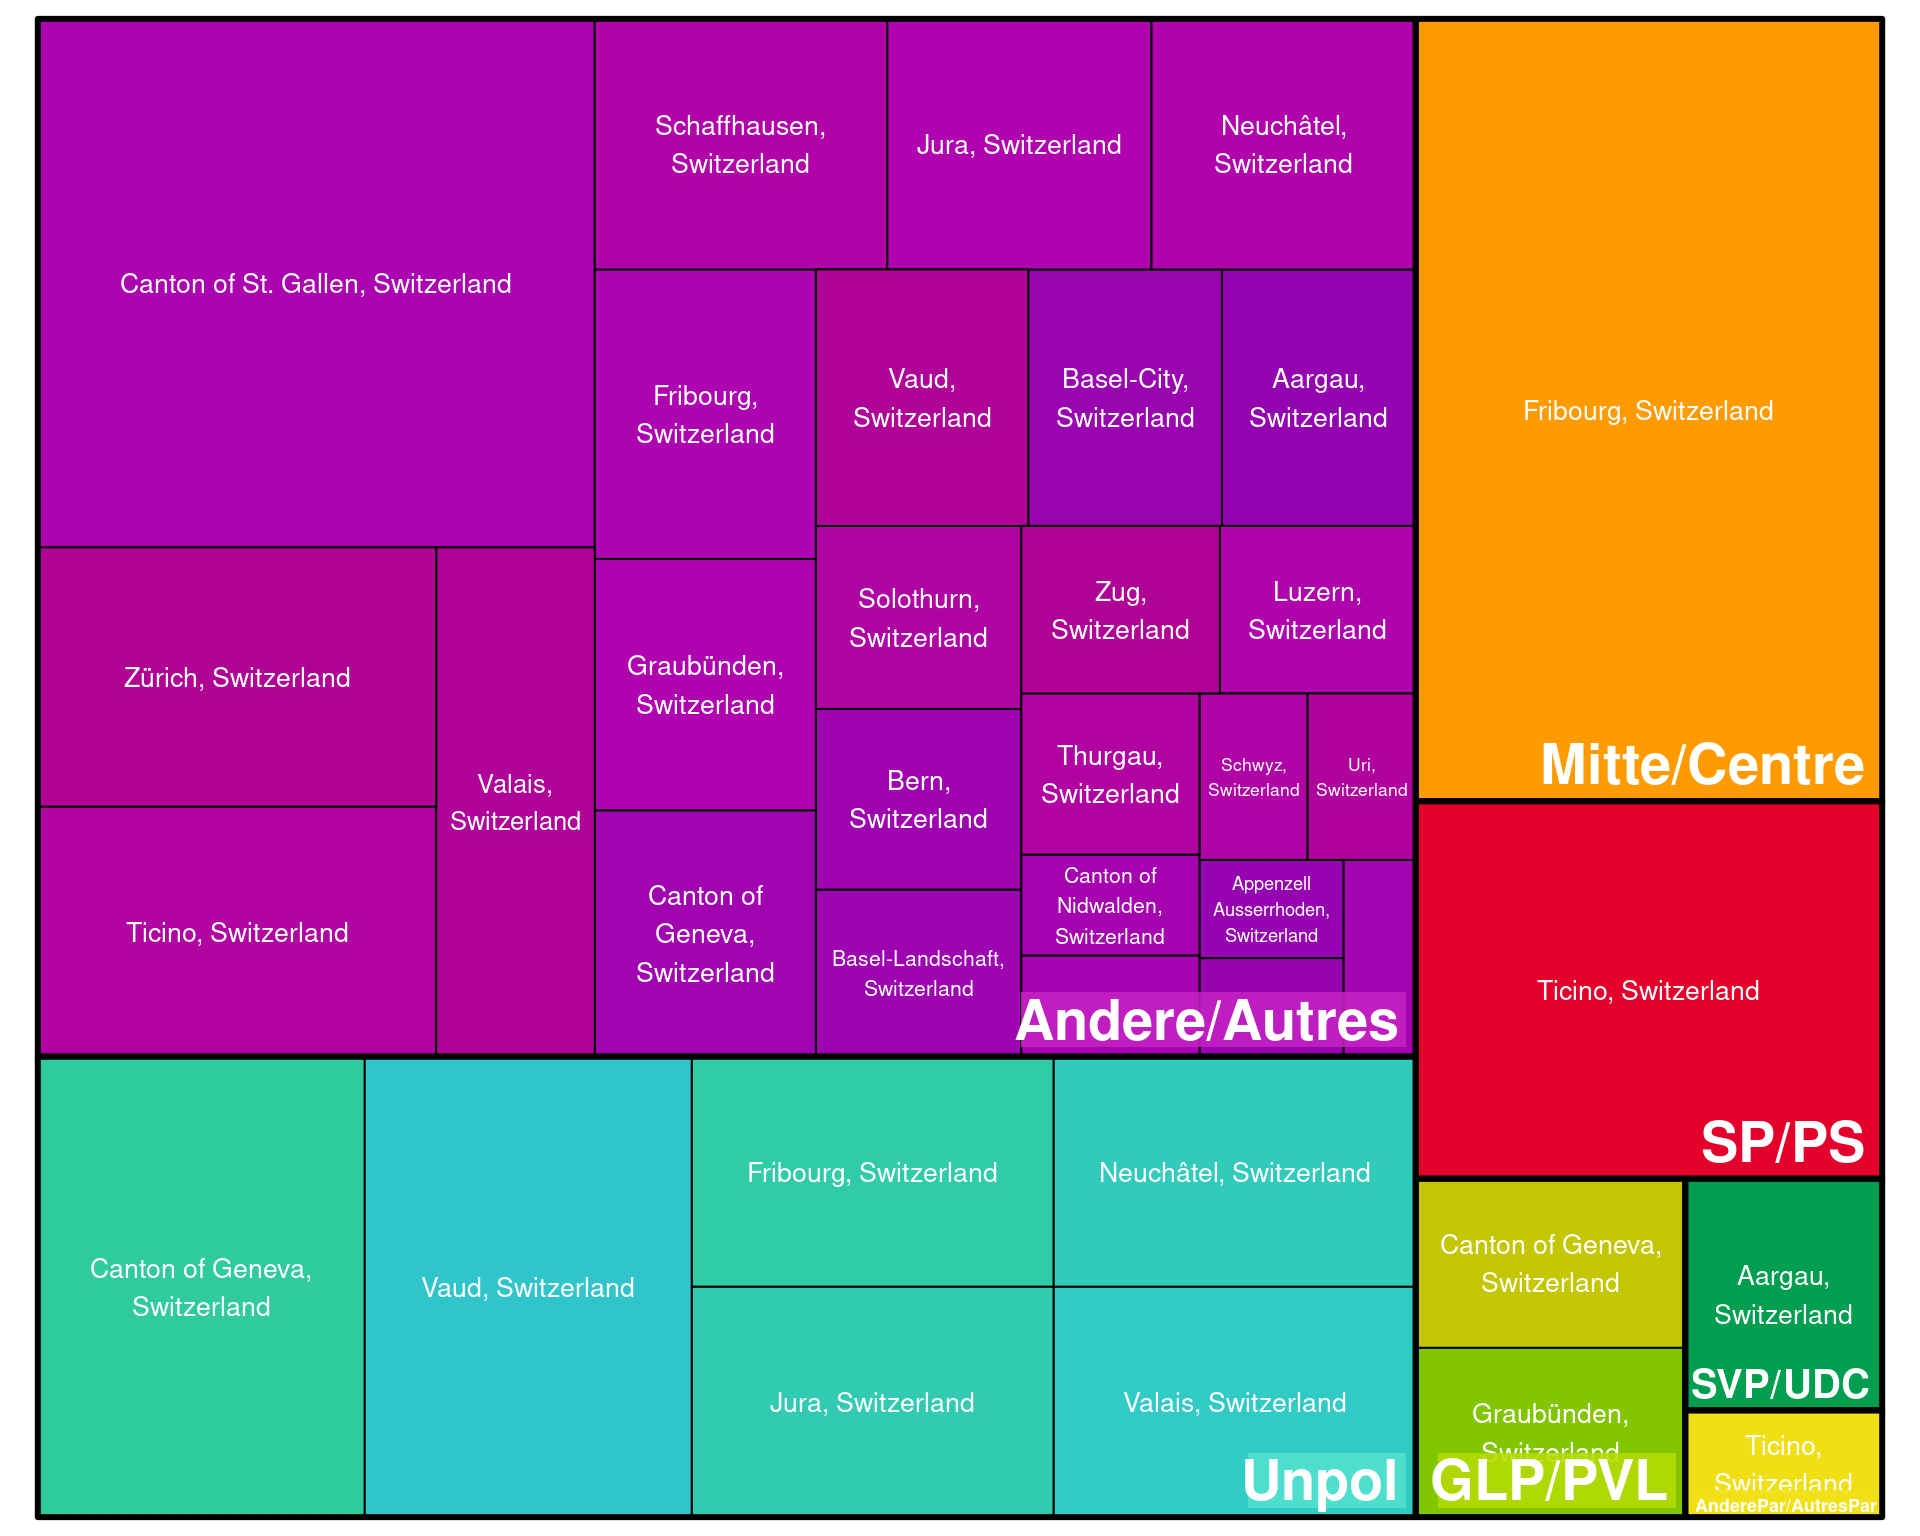 Canton of St. Gallen, Switzerland
Zürich, Switzerland
Ticino, Switzerland
Valais,
Switzerland
Schaffhausen,
Switzerland
Jura, Switzerland
Neuchâtel,
Switzerland
Fribourg,
Switzerland
Vaud,
Switzerland
Basel-City,
Switzerland
Aargau,
Switzerland
Graubünden,
Switzerland
Canton of
Geneva,
Switzerland
Solothurn,
Switzerland
Zug,
Switzerland
Luzern,
Switzerland
Bern,
Switzerland
Basel-Landschaft,
Switzerland
Thurgau,
Switzerland
Schwyz,
Switzerland
Uri,
Switzerland
Canton of
Nidwalden,
Switzerland
Appenzell
Ausserrhoden,
Switzerland
Andere/Autres
Canton of Geneva,
Switzerland
Vaud, Switzerland
Fribourg, Switzerland
Neuchâtel, Switzerland
Jura, Switzerland
Valais, Switzerland
Unpol
Fribourg, Switzerland
Mitte/Centre
Ticino, Switzerland
SP/PS
Canton of Geneva,
Switzerland
Graubünden,
Switzerland
GLP/PVL
Aargau,
Switzerland
SVP/UDC
Ticino,
Switzerland
AnderePar/AutresPar